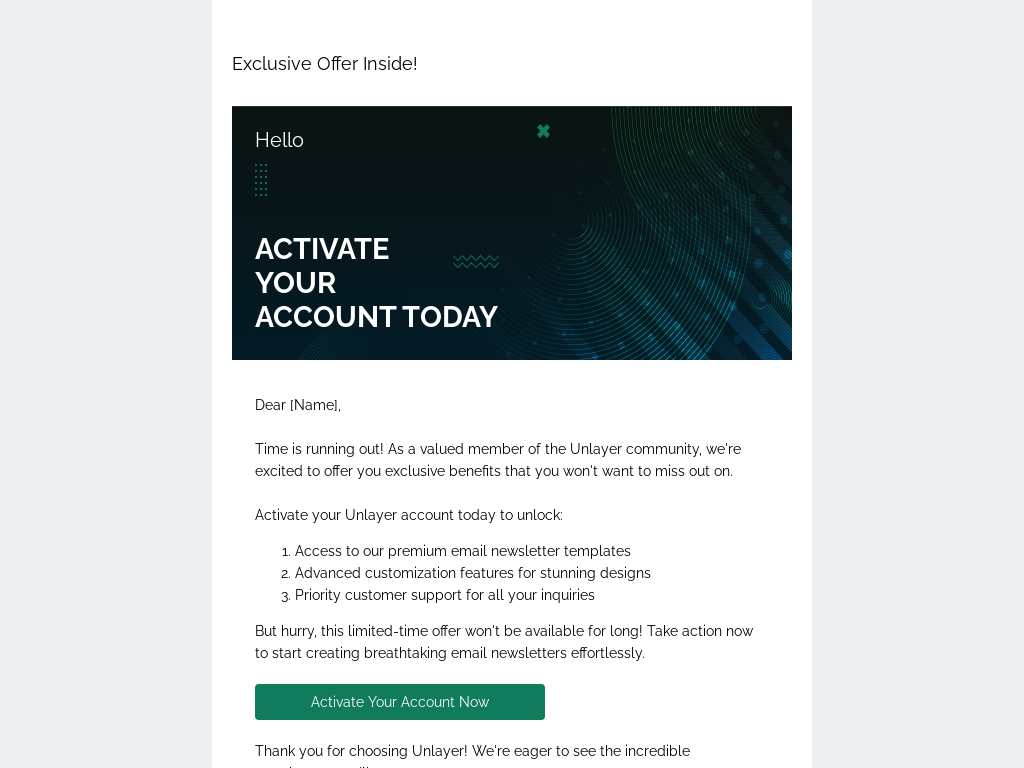 Exclusive Offer Inside!
Hello
ACTIVATE
YOUR
ACCOUNT TODAY
Dear [Name],
Time is running out! As a valued member of the Unlayer community, we're
excited to offer you exclusive benefits that you won't want to miss out on.
Activate your Unlayer account today to unlock:
1. Access to our premium email newsletter templates
2. Advanced customization features for stunning designs
3. Priority customer support for all your inquiries
But hurry, this limited-time offer won't be available for long! Take action now
to start creating breathtaking email newsletters effortlessly.
Activate Your Account Now
Thank you for choosing Unlayer! We're eager to see the incredible